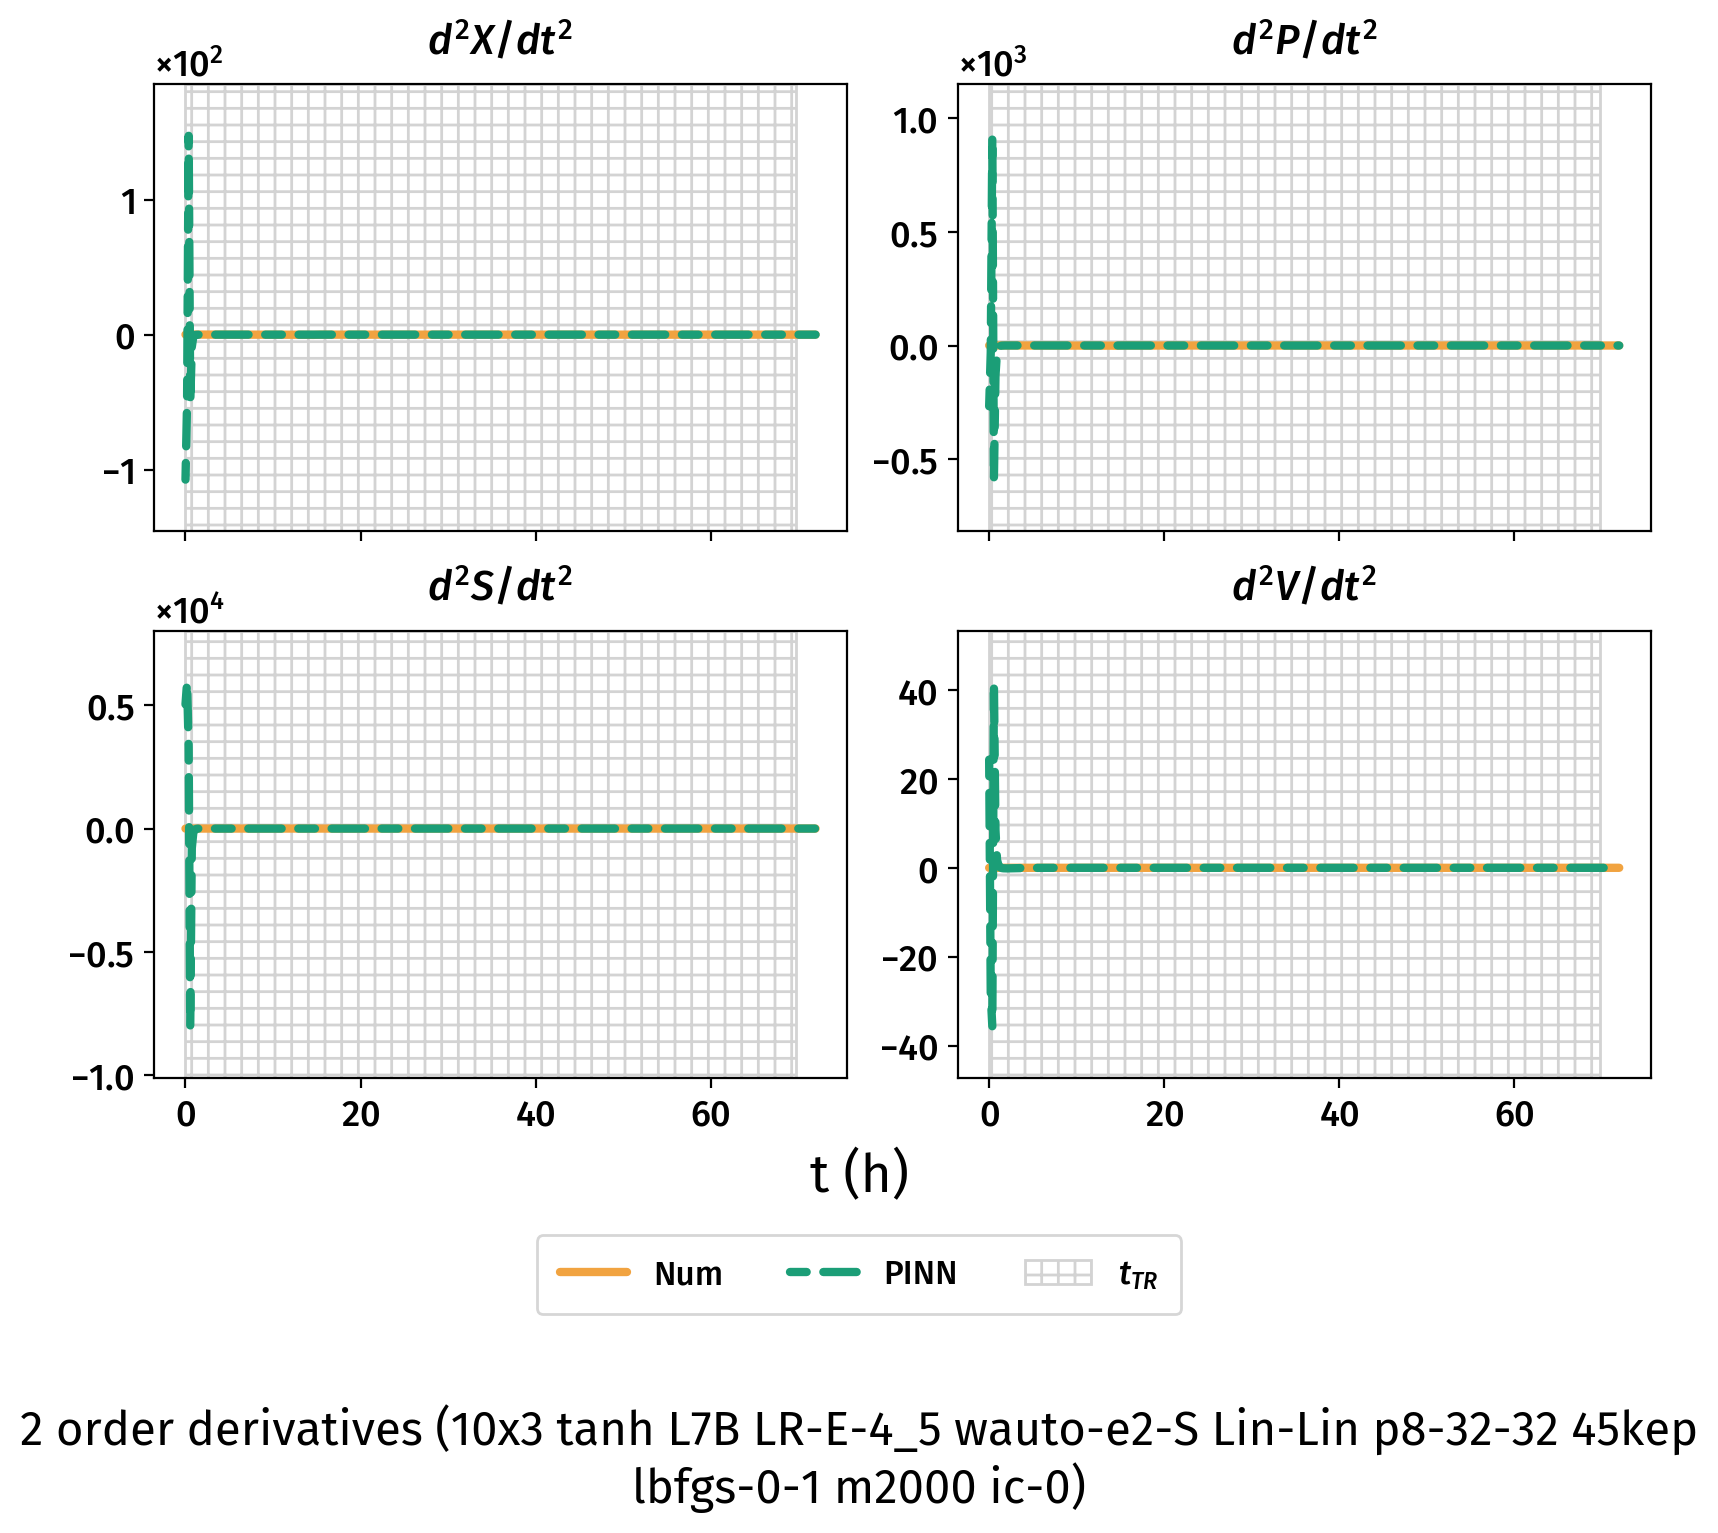 d²X/dt²
×10²
1
0
−1
d²P/dt²
×10³
1.0
0.5
0.0
−0.5
d²S/dt²
×10⁴
0.5
0.0
−0.5
−1.0
0 20 40 60
d²V/dt²
40
20
0
−20
−40
0 20 40 60
t (h)
Num PINN t_TR
2 order derivatives (10x3 tanh L7B LR-E-4_5 wauto-e2-S Lin-Lin p8-32-32 45kep
lbfgs-0-1 m2000 ic-0)